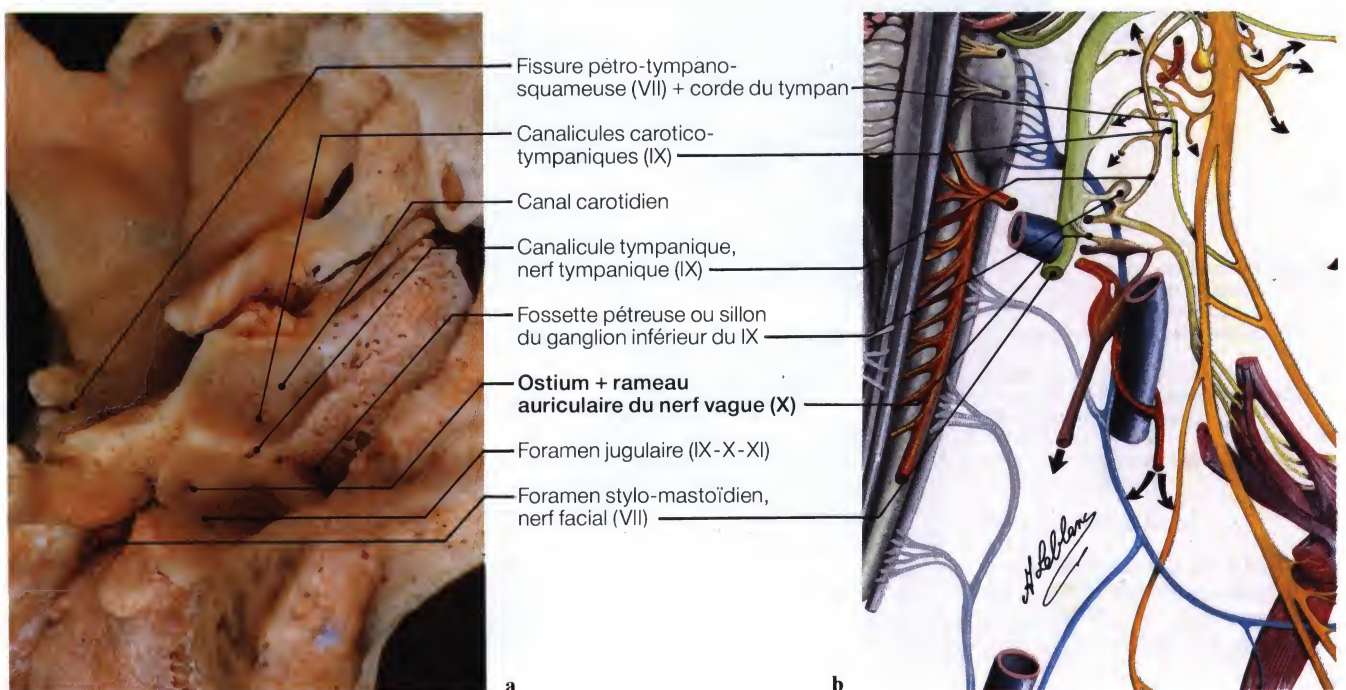 Fissure pétro-tympano-
squameuse (VII) + corde du tympan
Canalicules carotico-
tympaniques (IX)
Canal carotidien
Canalicule tympanique,
nerf tympanique (IX)
Fossette pétreuse ou sillon
du ganglion inférieur du IX
Ostium + rameau
auriculaire du nerf vague (X)
Foramen jugulaire (IX-X-XI)
Foramen stylo-mastoïdien,
nerf facial (VII)
A Leblanc
a
b